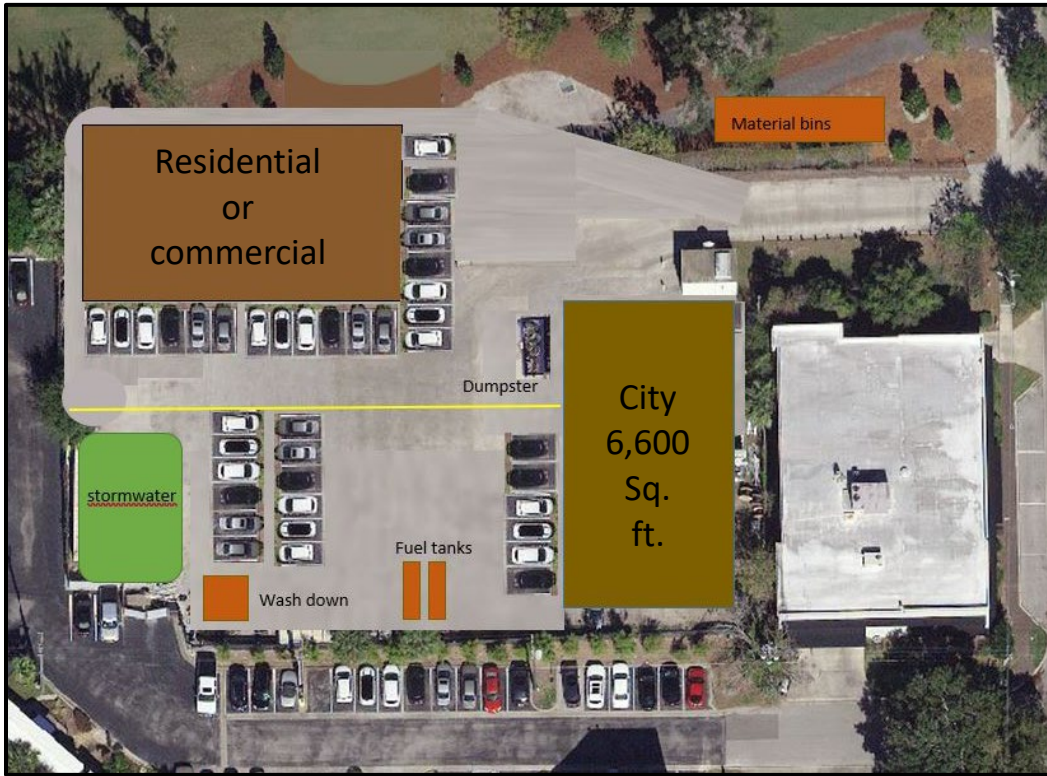 Material bins
Residential
or
commercial
Dumpster
City
6,600
Sq.
ft.
stormwater
Fuel tanks
Wash down